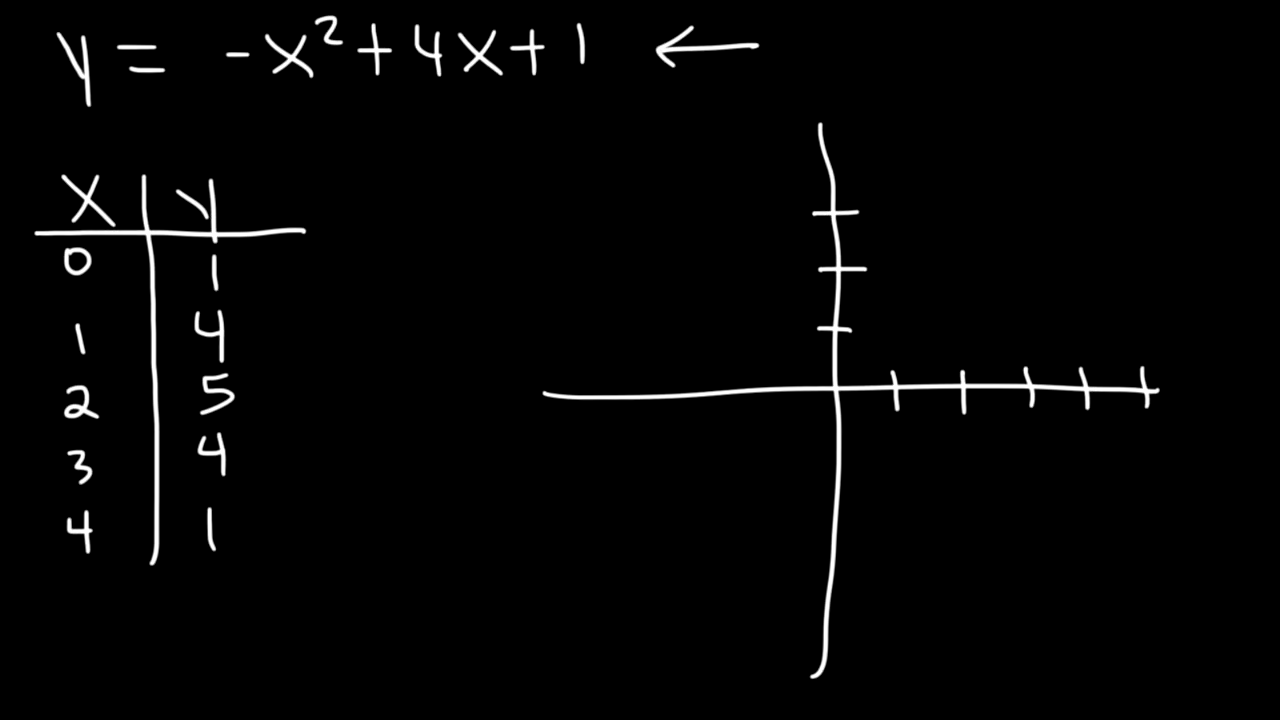 y = -x² + 4x + 1 ←
x | y
0 | 1
1 | 4
2 | 5
3 | 4
4 | 1